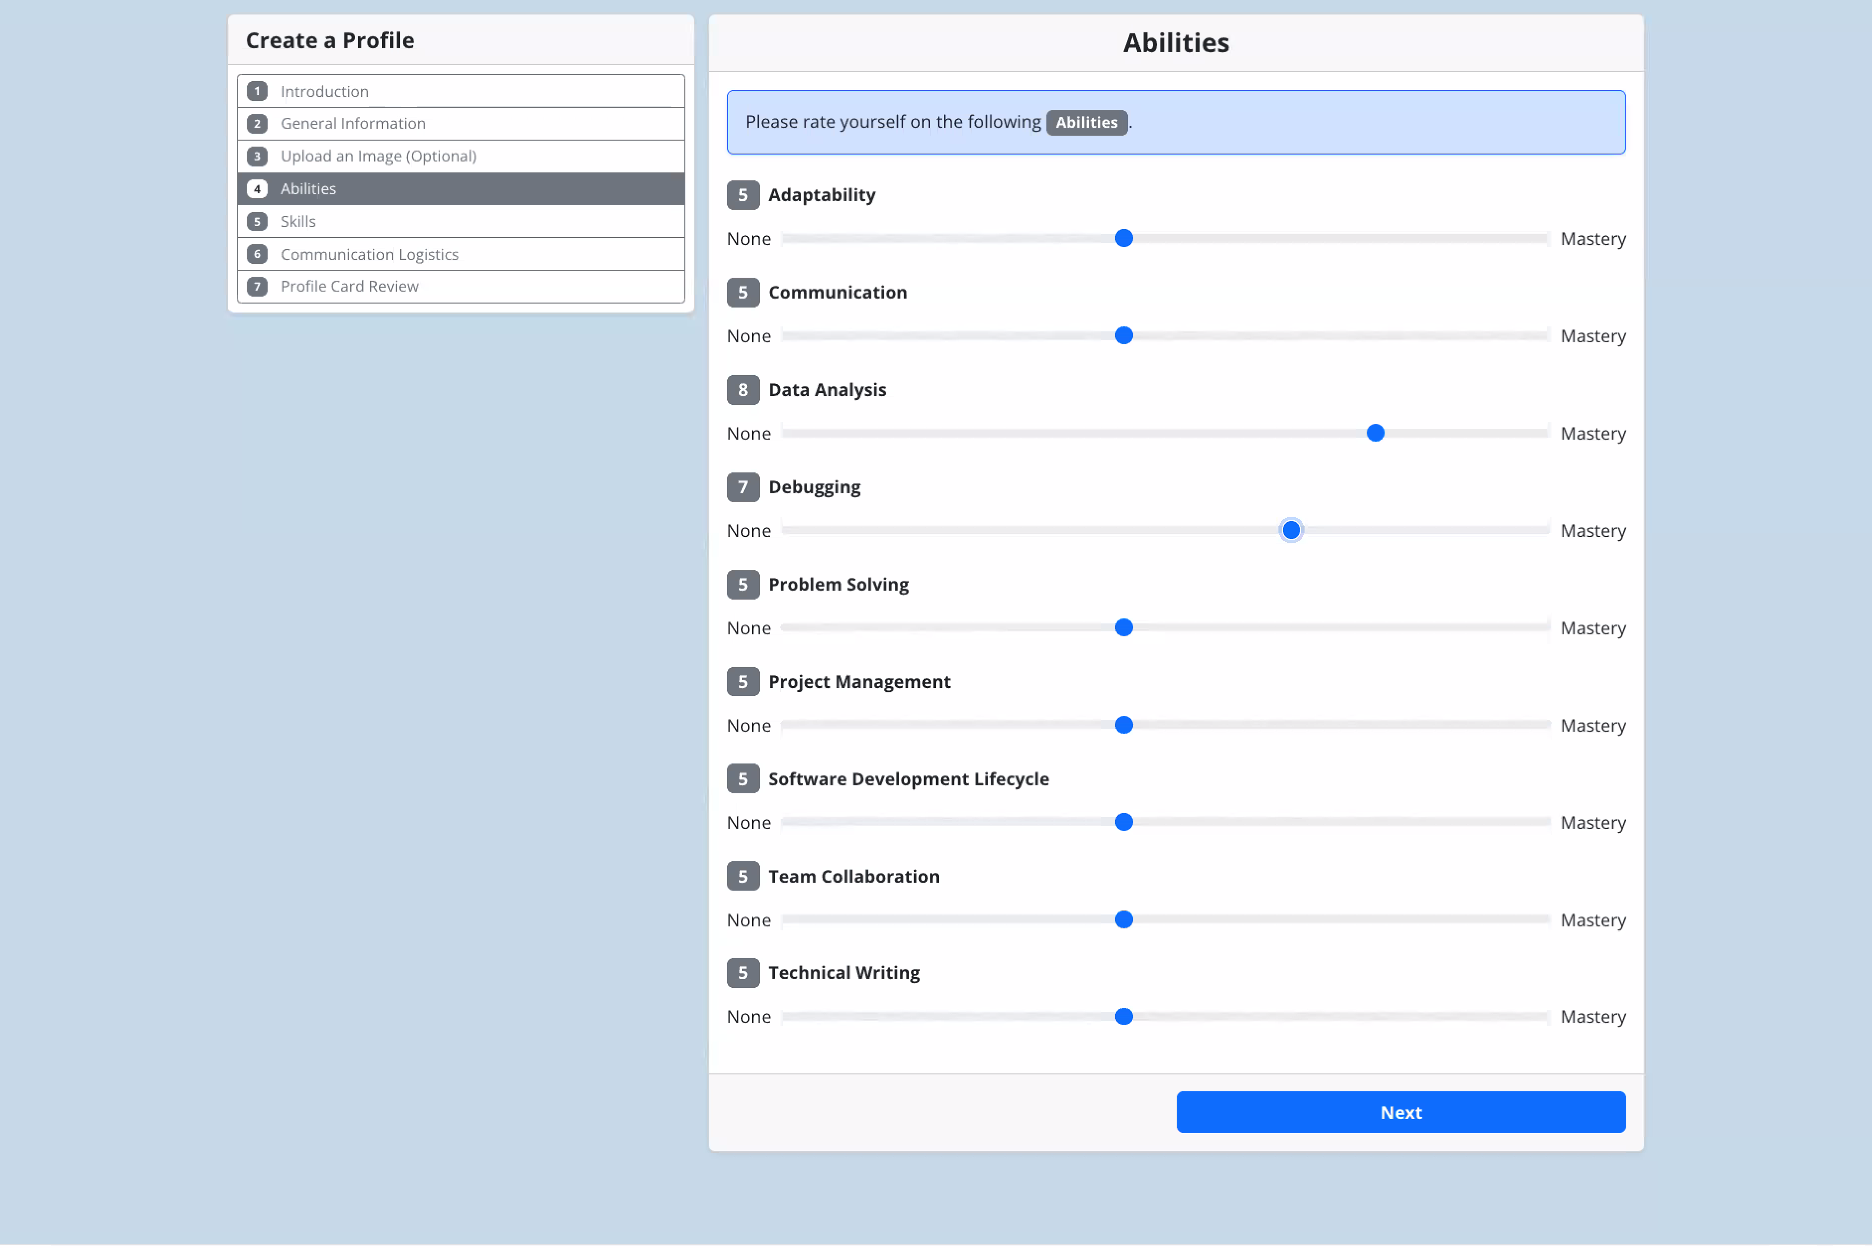 Create a Profile
1 Introduction
2 General Information
3 Upload an Image (Optional)
4 Abilities
5 Skills
6 Communication Logistics
7 Profile Card Review
Abilities
Please rate yourself on the following Abilities.
5 Adaptability
None Mastery
5 Communication
None Mastery
8 Data Analysis
None Mastery
7 Debugging
None Mastery
5 Problem Solving
None Mastery
5 Project Management
None Mastery
5 Software Development Lifecycle
None Mastery
5 Team Collaboration
None Mastery
5 Technical Writing
None Mastery
Next